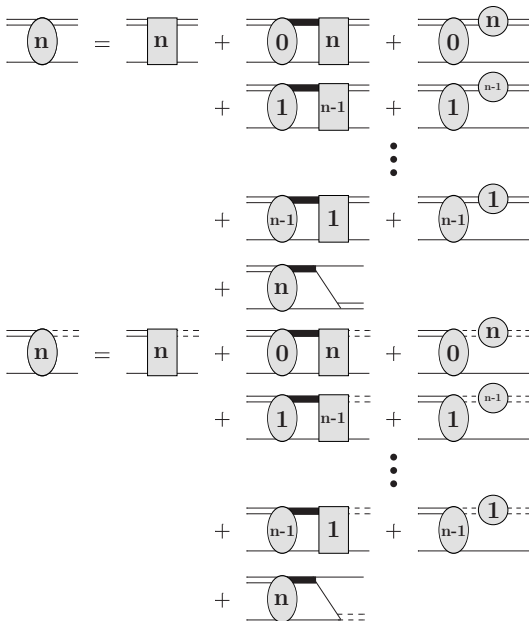 n = n + 0 n + 0 n
+ 1 n-1 + 1 n-1
+ n-1 1 + n-1 1
+ n
n = n + 0 n + 0 n
+ 1 n-1 + 1 n-1
+ n-1 1 + n-1 1
+ n